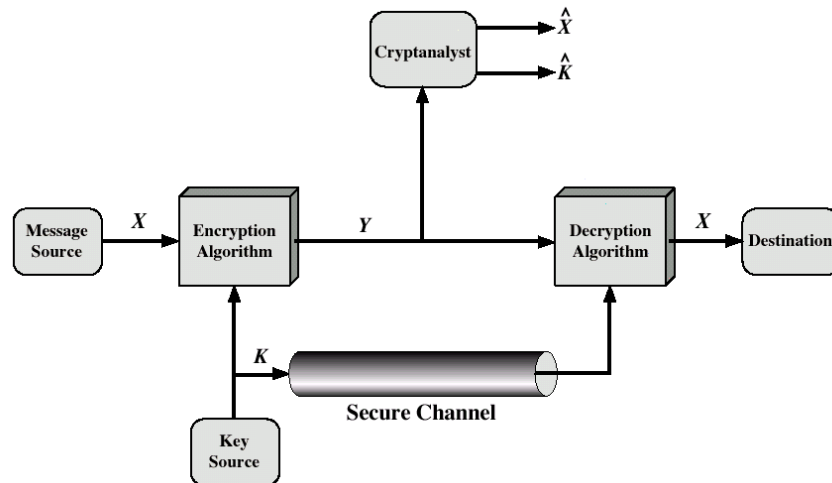 X̂
Cryptanalyst
K̂
Message
Source
X
Encryption
Algorithm
Y
Decryption
Algorithm
X
Destination
K
Secure Channel
Key
Source